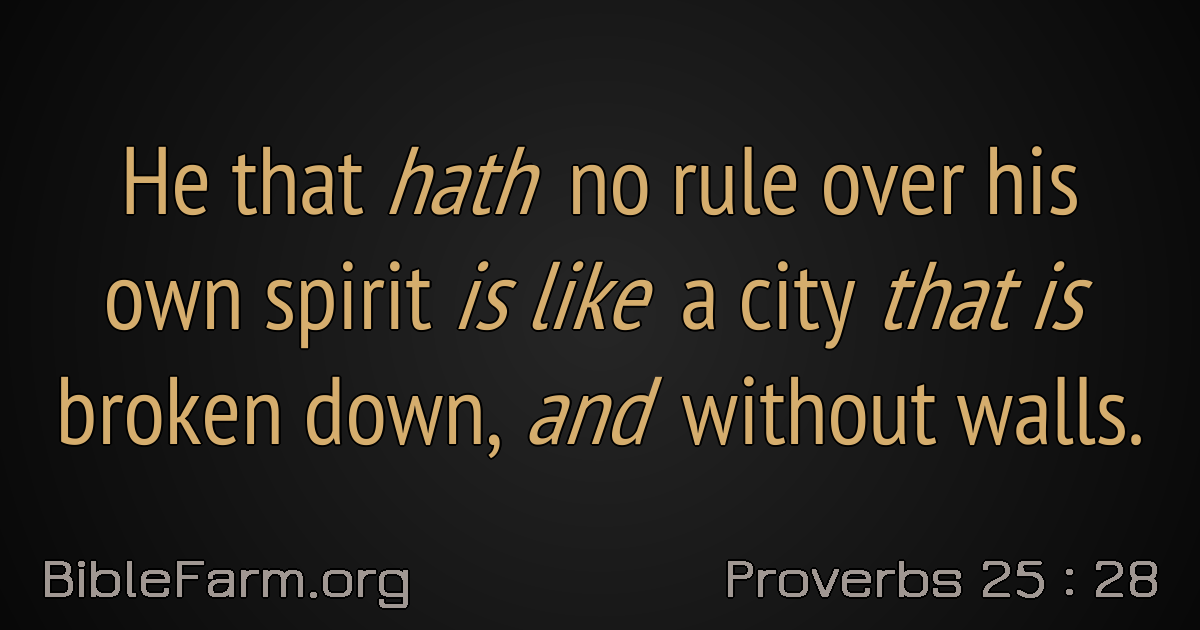 He that hath no rule over his
own spirit is like a city that is
broken down, and without walls.
BibleFarm.org
Proverbs 25 : 28